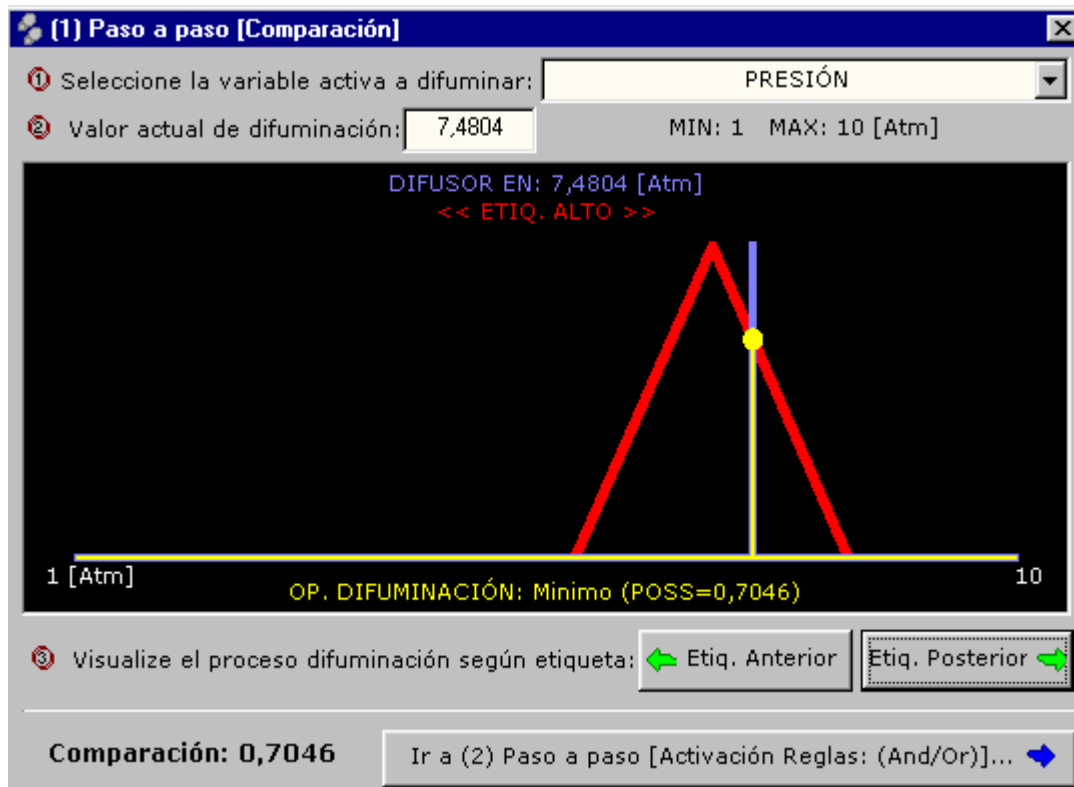 (1) Paso a paso [Comparación]
1 Seleccione la variable activa a difuminar: PRESIÓN
2 Valor actual de difuminación: 7,4804 MIN: 1 MAX: 10 [Atm]
DIFUSOR EN: 7,4804 [Atm]
<< ETIQ. ALTO >>
1 [Atm] 10
OP. DIFUMINACIÓN: Minimo (POSS=0,7046)
3 Visualize el proceso difuminación según etiqueta: Etiq. Anterior Etiq. Posterior
Comparación: 0,7046 Ir a (2) Paso a paso [Activación Reglas: (And/Or)]...